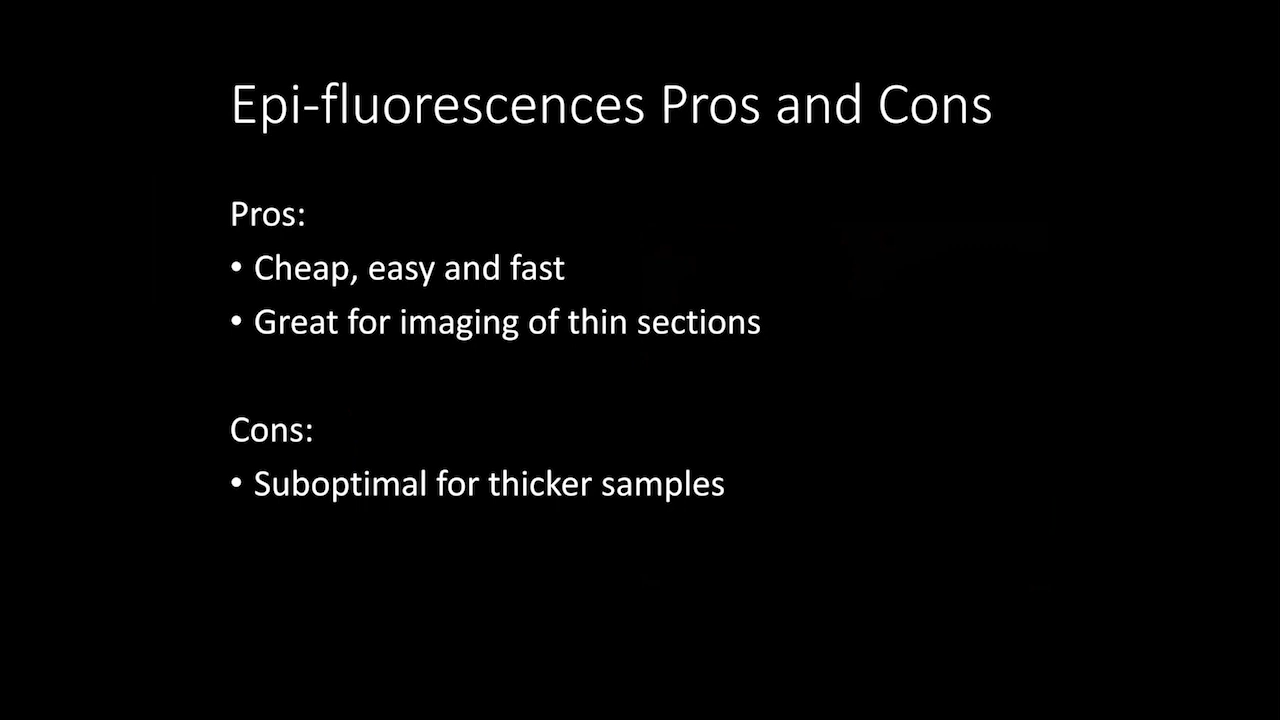 Epi-fluorescences Pros and Cons
Pros:
• Cheap, easy and fast
• Great for imaging of thin sections
Cons:
• Suboptimal for thicker samples